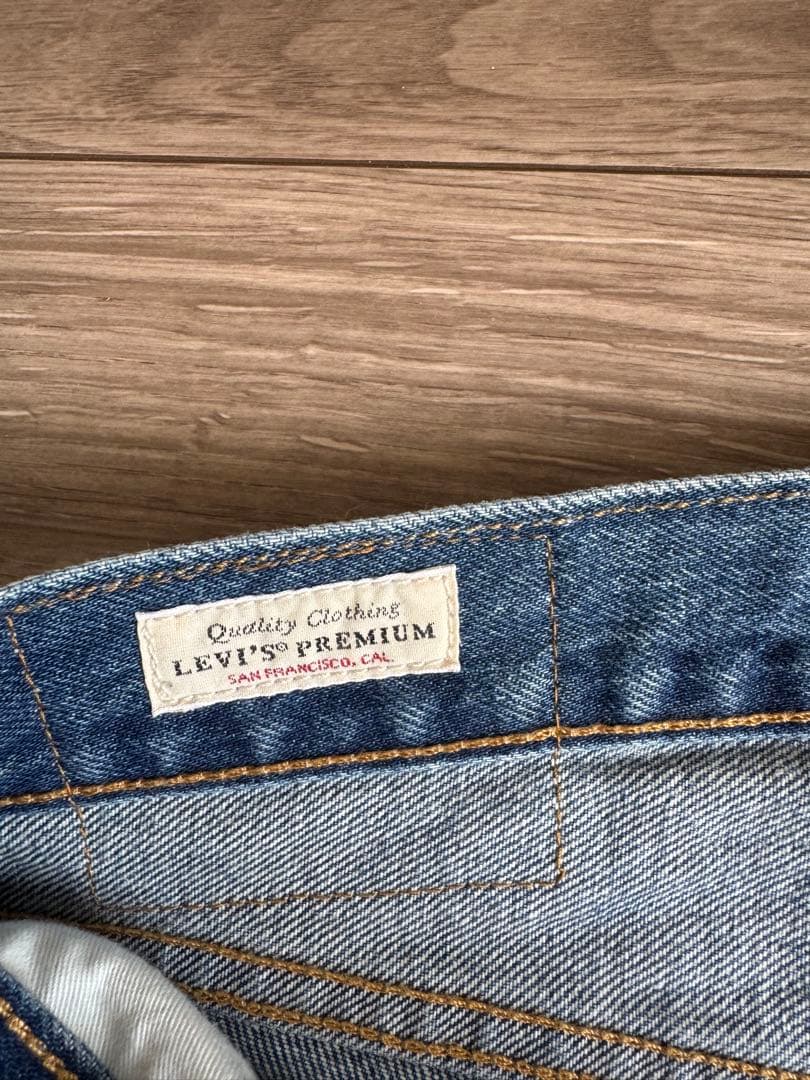 Quality Clothing
LEVI'S® PREMIUM
SAN FRANCISCO, CAL.